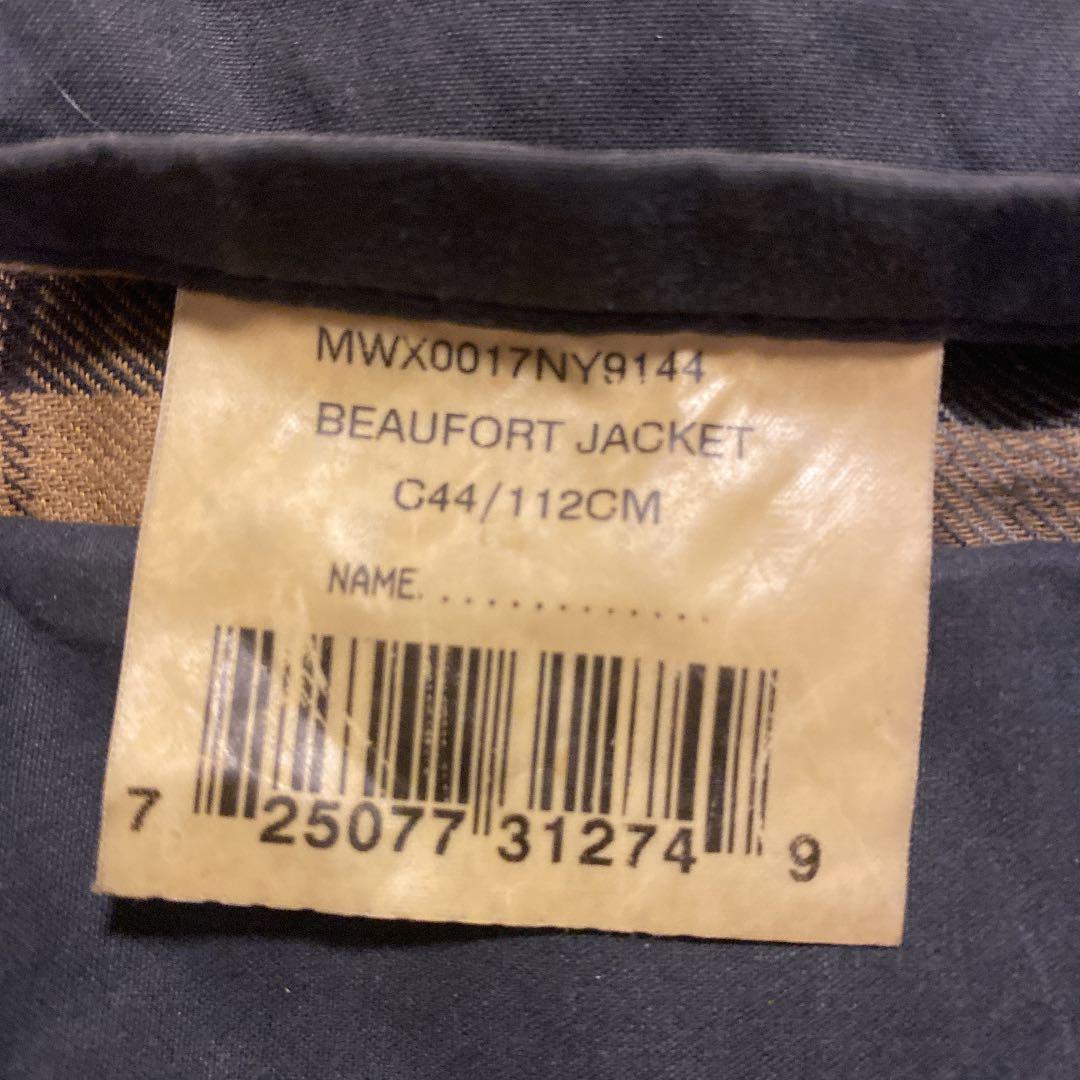 MWX0017NY9144
BEAUFORT JACKET
C44/112CM
NAME.............
7 25077 31274 9